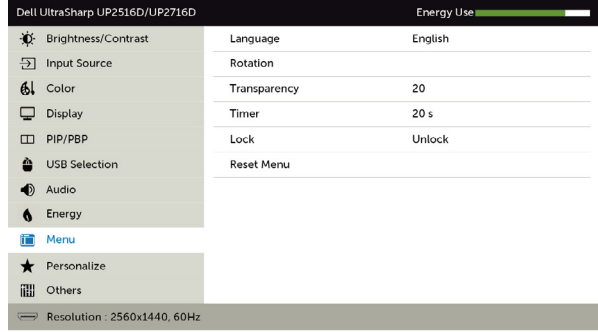 Dell UltraSharp UP2516D/UP2716D Energy Use
Brightness/Contrast Language English
Input Source Rotation
Color Transparency 20
Display Timer 20 s
PIP/PBP Lock Unlock
USB Selection Reset Menu
Audio
Energy
Menu
Personalize
Others
Resolution : 2560x1440, 60Hz